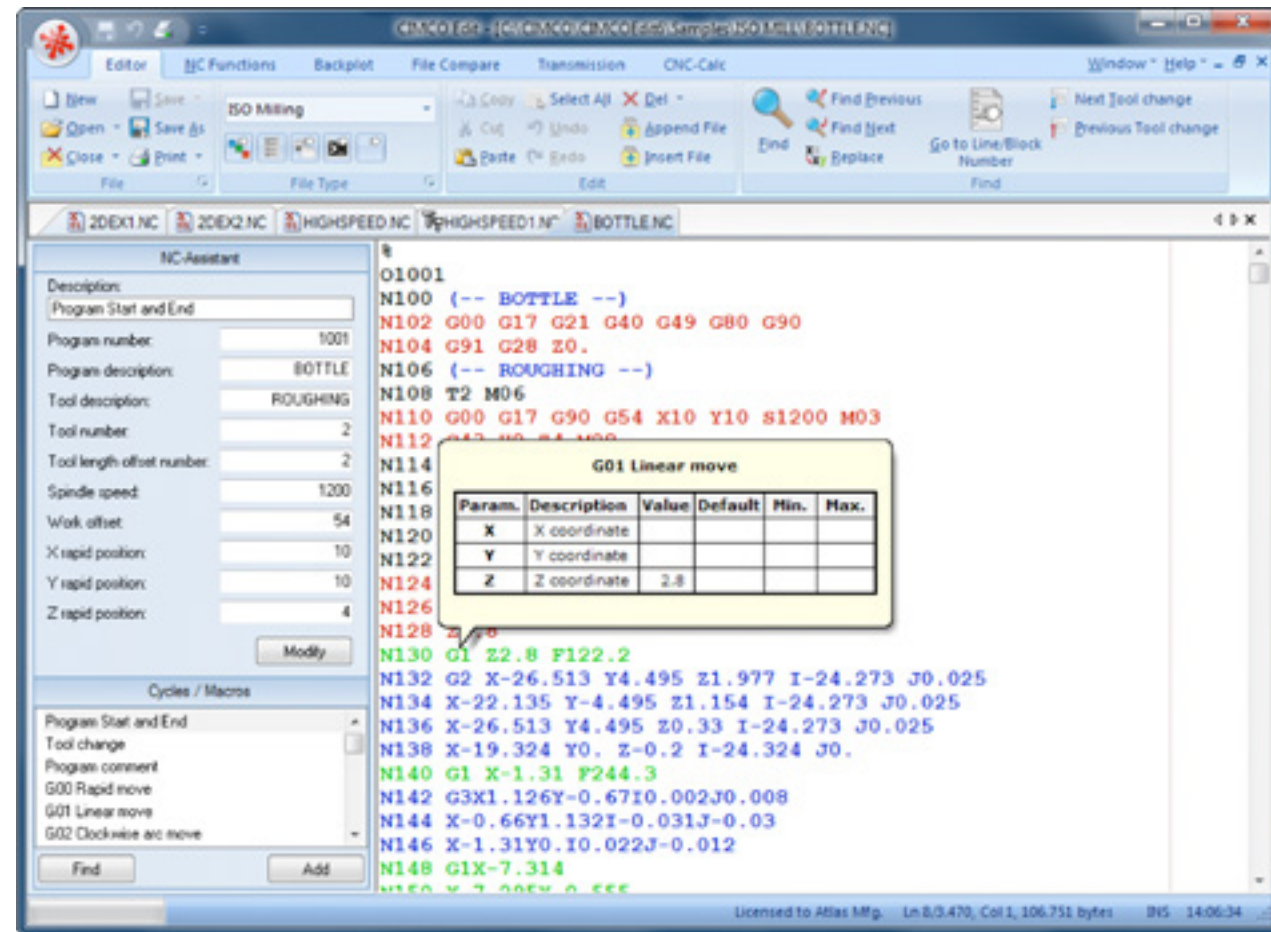 CIMCO Edit - [C:\CIMCO\CIMCOEdit6\Samples\ISO MILL\BOTTLE.NC]
Editor NC Functions Backplot File Compare Transmission CNC-Calc Window Help
New Save ISO Milling Copy Select All Del Find Previous Next Tool change
Open Save As Cut Undo Append File Find Find Next Go to Line/Block Number Previous Tool change
Close Print Paste Redo Insert File Replace
File File Type Edit Find
2DEX1.NC 2DEX2.NC HIGHSPEED.NC HIGHSPEED1.NC BOTTLE.NC
NC-Assistant
Description:
Program Start and End
Program number: 1001
Program description: BOTTLE
Tool description: ROUGHING
Tool number: 2
Tool length offset number: 2
Spindle speed: 1200
Work offset: 54
X rapid position: 10
Y rapid position: 10
Z rapid position: 4
Modify
Cycles / Macros
Program Start and End
Tool change
Program comment
G00 Rapid move
G01 Linear move
G02 Clockwise arc move
Find Add
%
O1001
N100 (-- BOTTLE --)
N102 G00 G17 G21 G40 G49 G80 G90
N104 G91 G28 Z0.
N106 (-- ROUGHING --)
N108 T2 M06
N110 G00 G17 G90 G54 X10 Y10 S1200 M03
N112
N114
N116
N118
N120
N122
N124
N126
N128
N130 G1 Z2.8 F122.2
N132 G2 X-26.513 Y4.495 Z1.977 I-24.273 J0.025
N134 X-22.135 Y-4.495 Z1.154 I-24.273 J0.025
N136 X-26.513 Y4.495 Z0.33 I-24.273 J0.025
N138 X-19.324 Y0. Z-0.2 I-24.324 J0.
N140 G1 X-1.31 F244.3
N142 G3X1.126Y-0.67I0.002J0.008
N144 X-0.66Y1.132I-0.031J-0.03
N146 X-1.31Y0.I0.022J-0.012
N148 G1X-7.314
G01 Linear move
Param. Description Value Default Min. Max.
X X coordinate
Y Y coordinate
Z Z coordinate 2.8
Licensed to Atlas Mfg. Ln 8/3.470, Col 1, 106.751 bytes INS 14:06:34